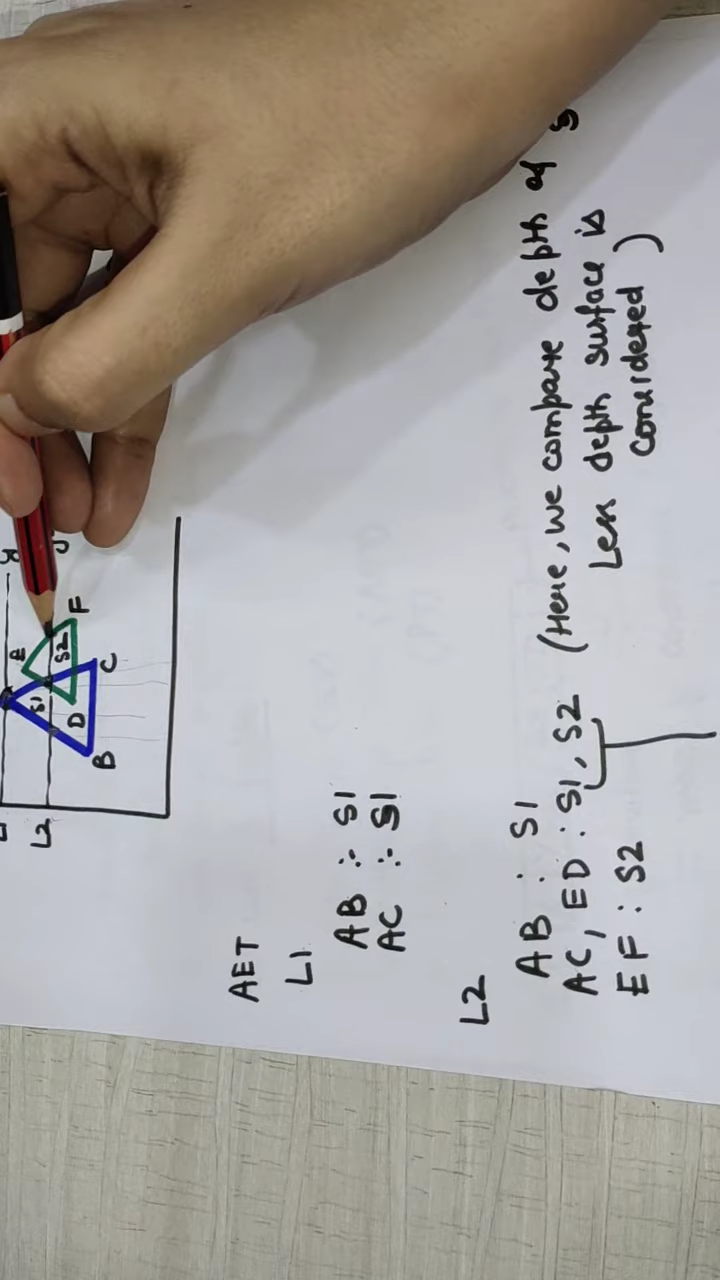 E
S1
S2
F
D
C
B
L2
AET
L1
AB : S1
AC : S1
L2
AB : S1
AC, ED : S1, S2 (Here, we compare depth of S
Less depth surface is
considered)
EF : S2